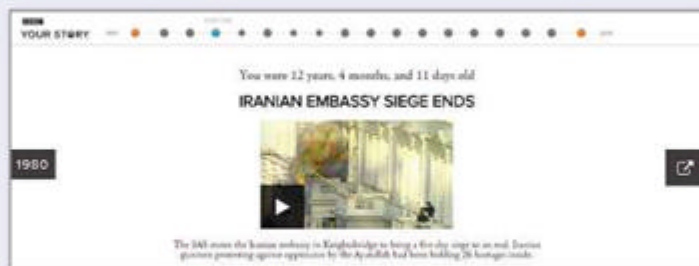 BBC
YOUR STORY
You were 12 years, 4 months, and 11 days old
IRANIAN EMBASSY SIEGE ENDS
1980
The SAS storm the Iranian embassy in Knightsbridge to bring a five day siege to an end. Iranian
gunmen protesting against oppression by the Ayatollah had been holding 26 hostages inside.